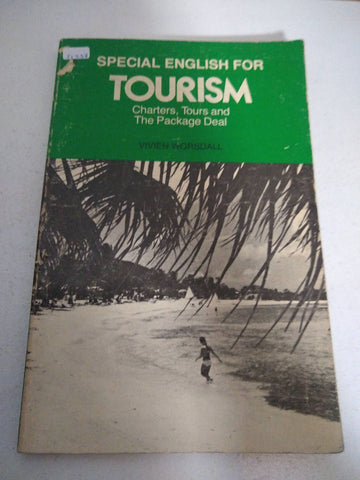 SPECIAL ENGLISH FOR
TOURISM
Charters, Tours and
The Package Deal
VIVIEN WORSDALL